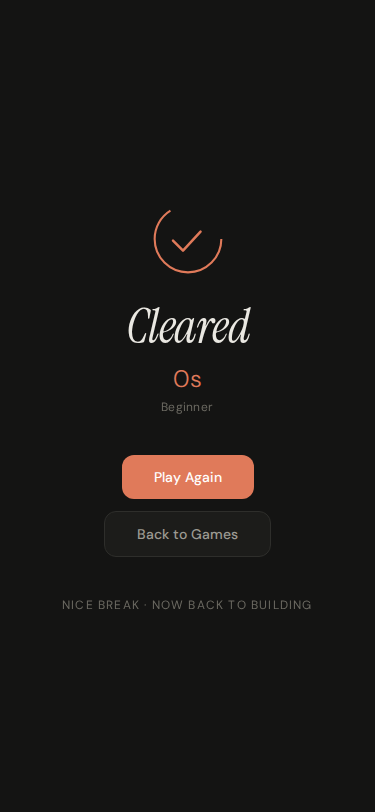 Cleared
0s
Beginner
Play Again
Back to Games
NICE BREAK · NOW BACK TO BUILDING